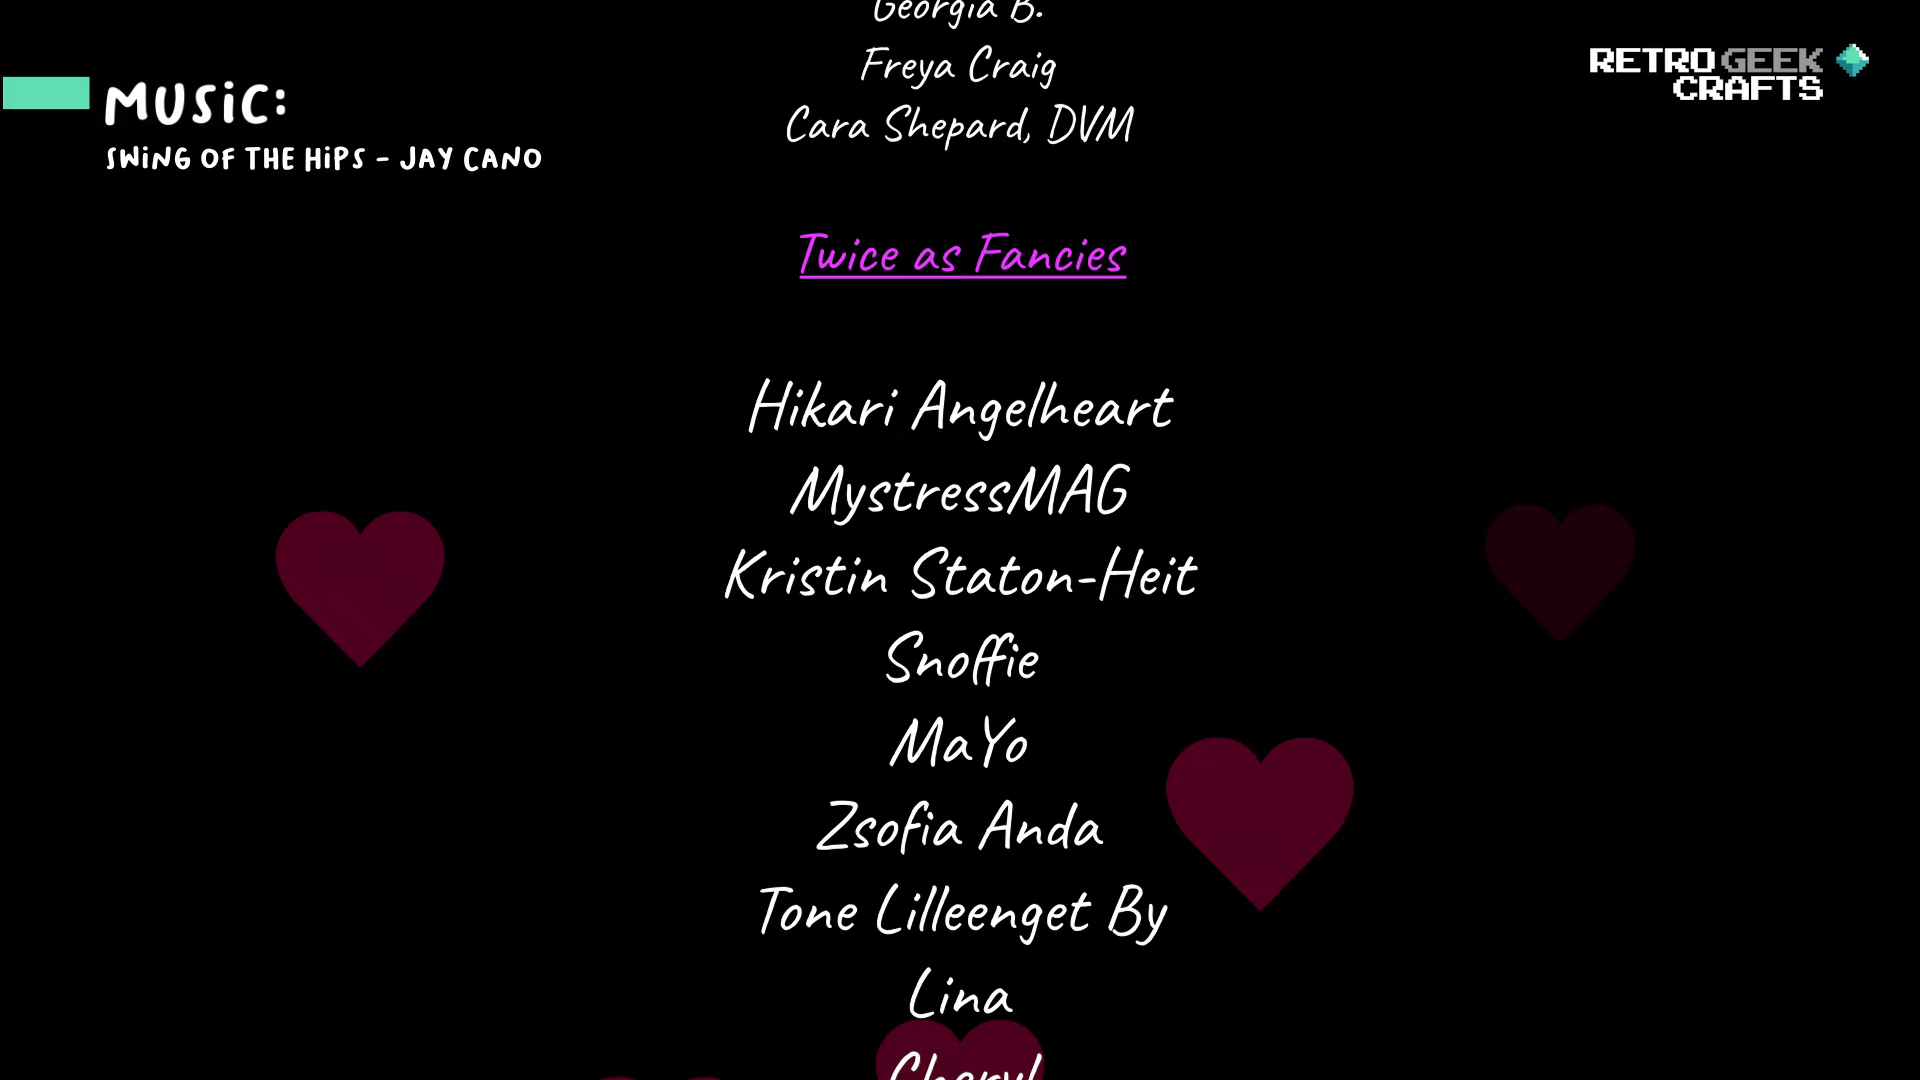 Georgia B.
Freya Craig
Cara Shepard, DVM
MUSiC:
SWiNG OF THE HiPS - JAY CANO
RETRO GEEK
CRAFTS
Twice as Fancies
Hikari Angelheart
MystressMAG
Kristin Staton-Heit
Snoffie
MaYo
Zsofia Anda
Tone Lilleenget By
Lina
Cheryl